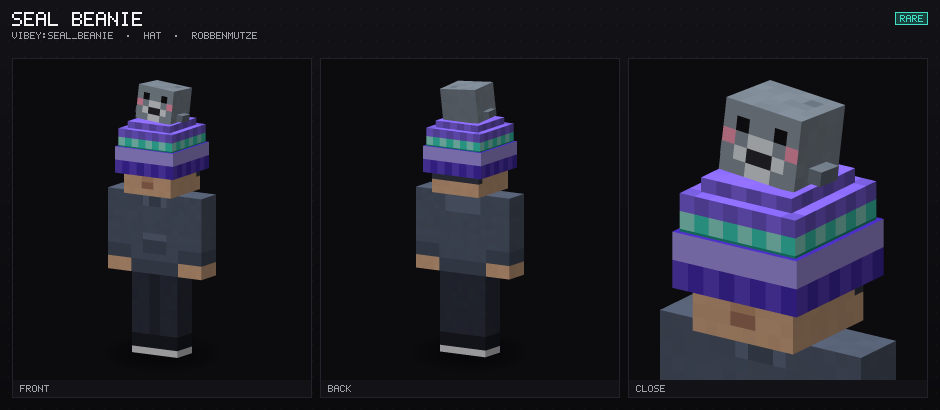 SEAL BEANIE
RARE
VIBEY:SEAL_BEANIE • HAT • ROBBENMUTZE
FRONT
BACK
CLOSE